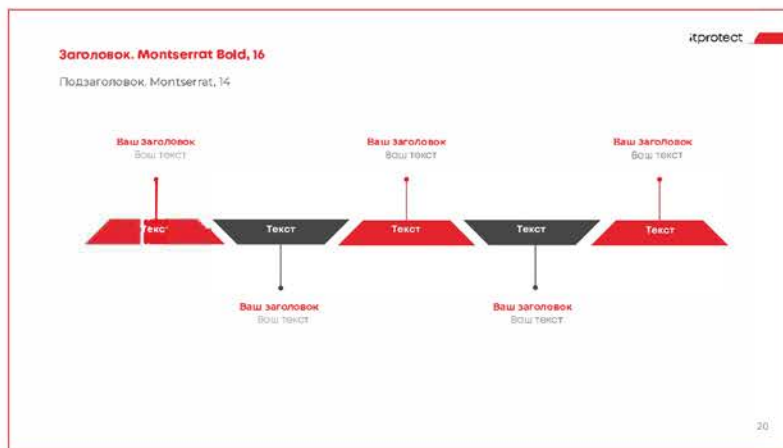 itprotect
Заголовок. Montserrat Bold, 16
Подзаголовок. Montserrat, 14
Ваш заголовок
Ваш текст
Ваш заголовок
Ваш текст
Ваш заголовок
Ваш текст
Текст
Текст
Текст
Текст
Текст
Ваш заголовок
Ваш текст
Ваш заголовок
Ваш текст
20